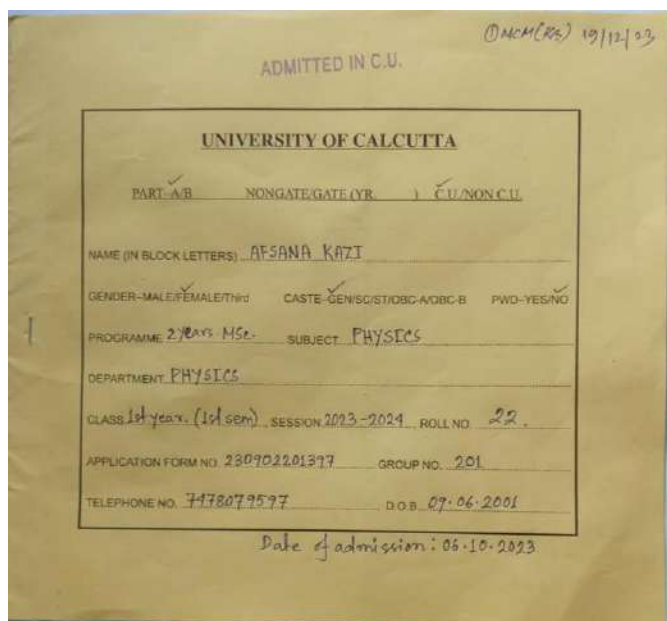 ①MCM(RS) 19/12/23
ADMITTED IN C.U.
UNIVERSITY OF CALCUTTA
PART-A/B NONGATE/GATE (YR. ) C.U./NON C.U.
NAME (IN BLOCK LETTERS) AFSANA KAZI
GENDER-MALE/FEMALE/Third CASTE-GEN/SC/ST/OBC-A/OBC-B PWD-YES/NO
PROGRAMME 2 years MSc. SUBJECT PHYSICS
DEPARTMENT PHYSICS
CLASS 1st year. (1st sem) SESSION 2023-2024 ROLL NO. 22.
APPLICATION FORM NO. 230902201397 GROUP NO. 201
TELEPHONE NO. 7478079597 D.O.B. 09.06.2001
Date of admission: 06.10.2023